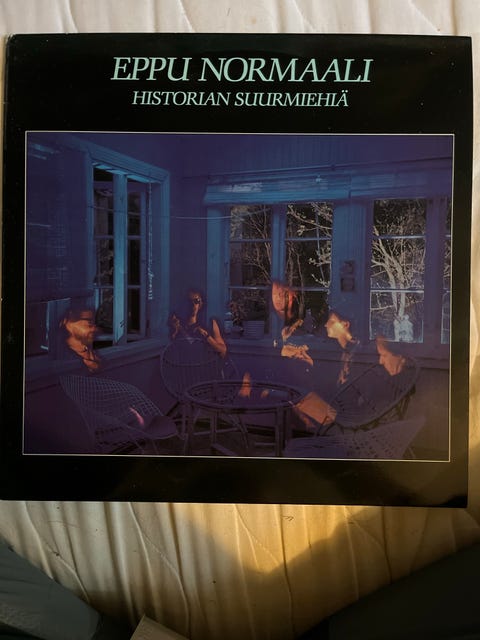 EPPU NORMAALI
HISTORIAN SUURMIEHIÄ